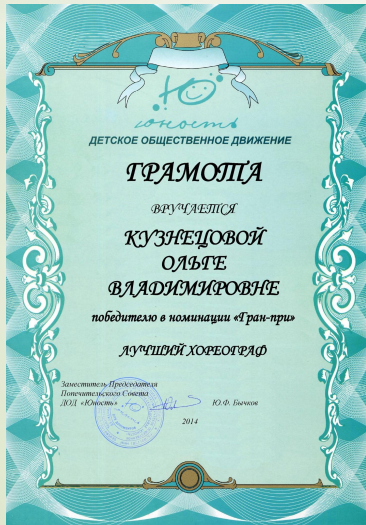 Ю
юность
ДЕТСКОЕ ОБЩЕСТВЕННОЕ ДВИЖЕНИЕ
ГРАМОТА
ВРУЧАЕТСЯ
КУЗНЕЦОВОЙ
ОЛЬГЕ
ВЛАДИМИРОВНЕ
победителю в номинации «Гран-при»
ЛУЧШИЙ ХОРЕОГРАФ
Заместитель Председателя
Попечительского Совета
ДОД «Юность» Ю.Ф. Бычков
2014